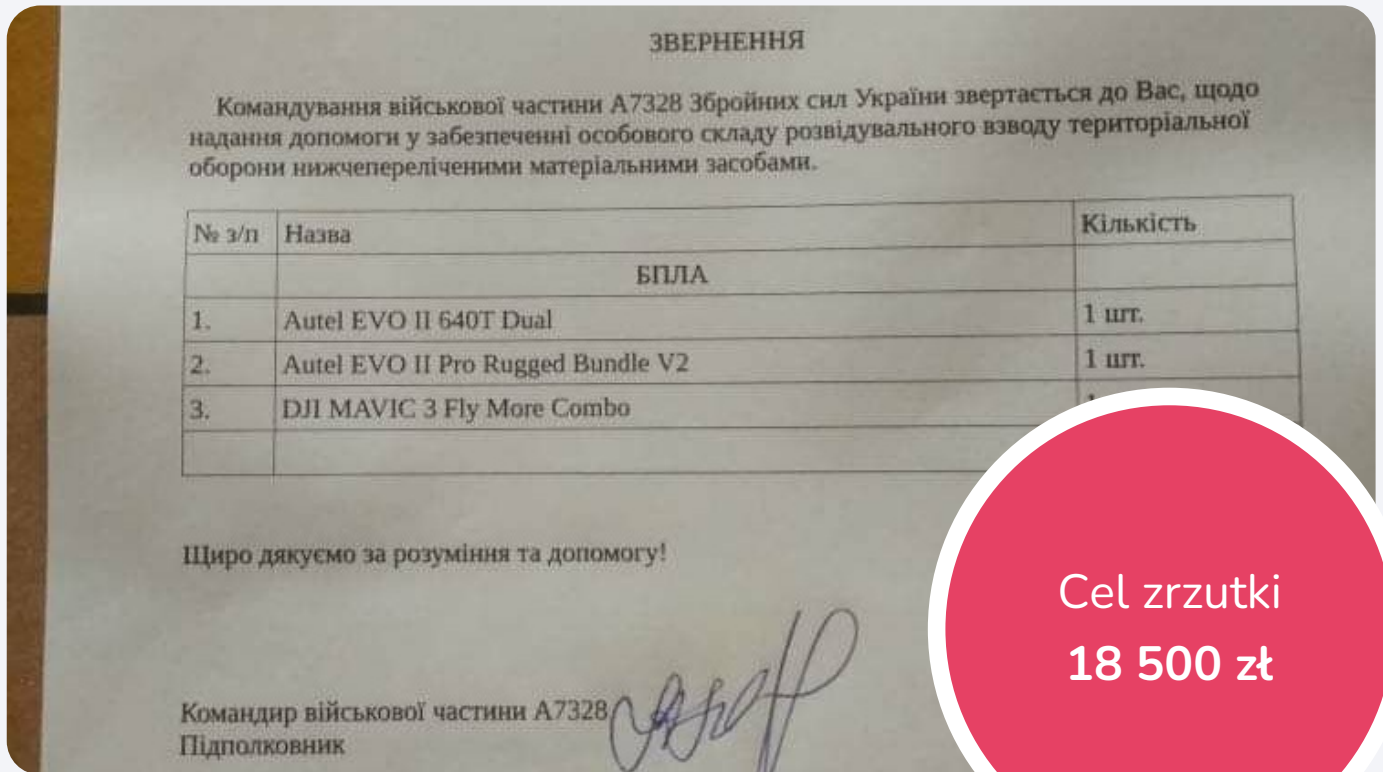 ЗВЕРНЕННЯ
Командування військової частини А7328 Збройних сил України звертається до Вас, щодо
надання допомоги у забезпеченні особового складу розвідувального взводу територіальної
оборони нижчепереліченими матеріальними засобами.
№ з/п Назва Кількість
БПЛА
1. Autel EVO II 640T Dual 1 шт.
2. Autel EVO II Pro Rugged Bundle V2 1 шт.
3. DJI MAVIC 3 Fly More Combo
Щиро дякуємо за розуміння та допомогу!
Cel zrzutki
18 500 zł
Командир військової частини А7328
Підполковник